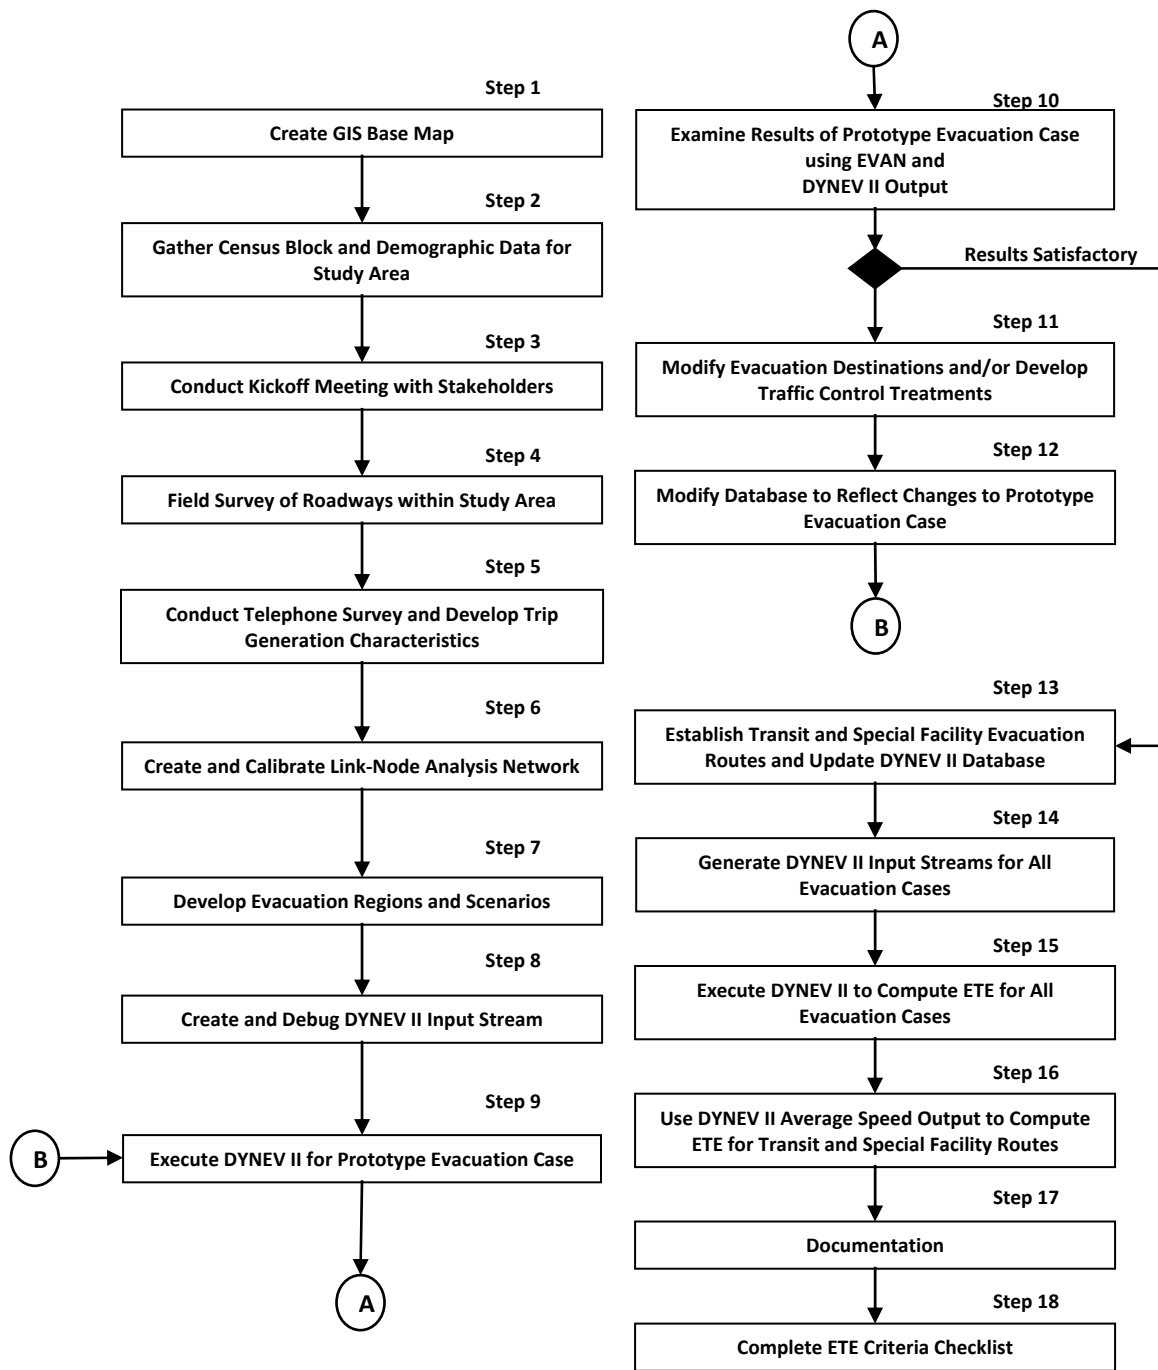 Step 1
Create GIS Base Map
Step 2
Gather Census Block and Demographic Data for
Study Area
Step 3
Conduct Kickoff Meeting with Stakeholders
Step 4
Field Survey of Roadways within Study Area
Step 5
Conduct Telephone Survey and Develop Trip
Generation Characteristics
Step 6
Create and Calibrate Link-Node Analysis Network
Step 7
Develop Evacuation Regions and Scenarios
Step 8
Create and Debug DYNEV II Input Stream
Step 9
B
Execute DYNEV II for Prototype Evacuation Case
A
A
Step 10
Examine Results of Prototype Evacuation Case
using EVAN and
DYNEV II Output
Results Satisfactory
Step 11
Modify Evacuation Destinations and/or Develop
Traffic Control Treatments
Step 12
Modify Database to Reflect Changes to Prototype
Evacuation Case
B
Step 13
Establish Transit and Special Facility Evacuation
Routes and Update DYNEV II Database
Step 14
Generate DYNEV II Input Streams for All
Evacuation Cases
Step 15
Execute DYNEV II to Compute ETE for All
Evacuation Cases
Step 16
Use DYNEV II Average Speed Output to Compute
ETE for Transit and Special Facility Routes
Step 17
Documentation
Step 18
Complete ETE Criteria Checklist